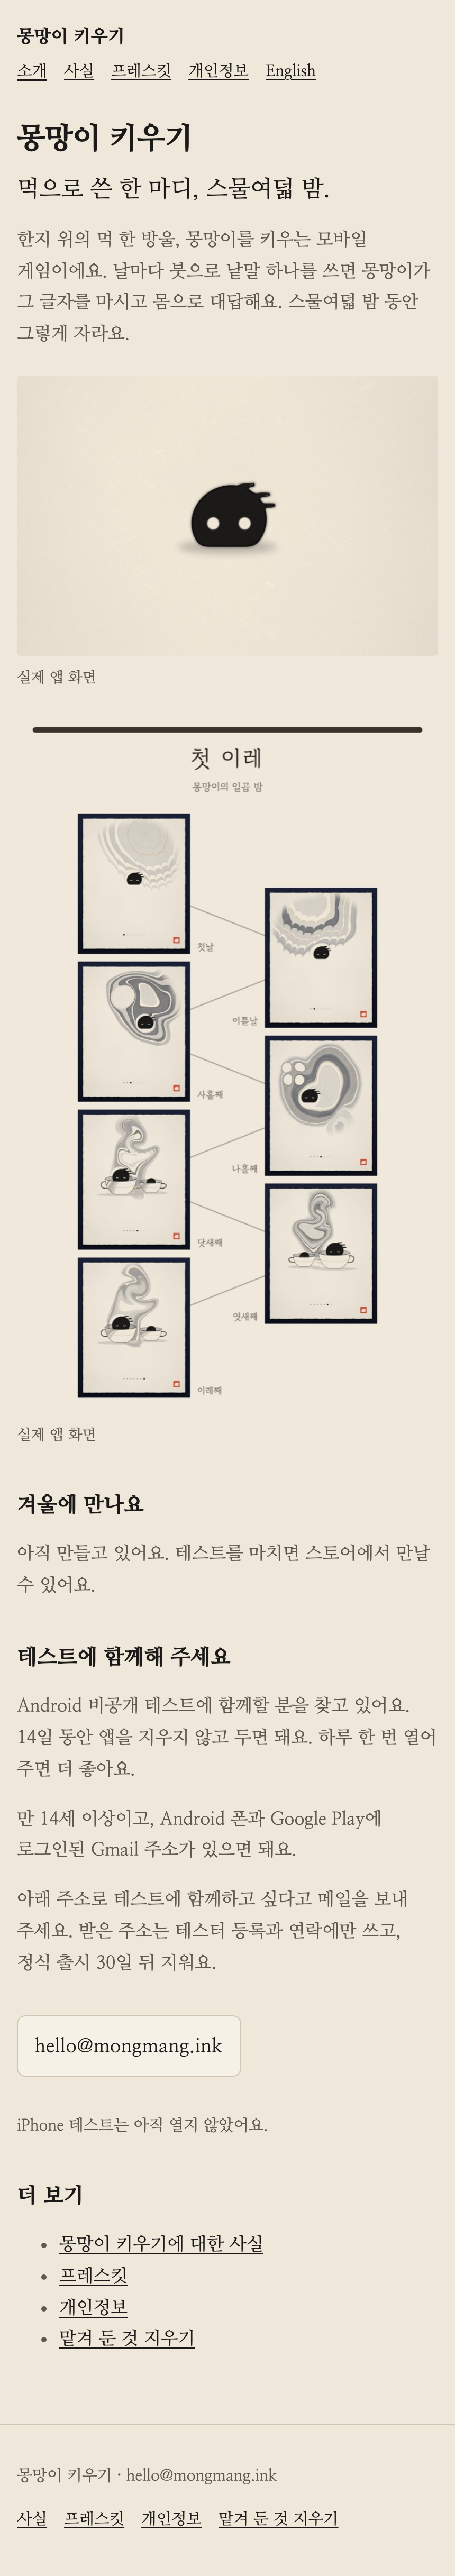 몽망이 키우기
소개 사실 프레스킷 개인정보 English
몽망이 키우기
먹으로 쓴 한 마디, 스물여덟 밤.
한지 위의 먹 한 방울, 몽망이를 키우는 모바일
게임이에요. 날마다 붓으로 낱말 하나를 쓰면 몽망이가
그 글자를 마시고 몸으로 대답해요. 스물여덟 밤 동안
그렇게 자라요.
실제 앱 화면
첫 이레
몽망이의 일곱 밤
첫날
이튿날
사흘째
나흘째
닷새째
엿새째
이레째
실제 앱 화면
겨울에 만나요
아직 만들고 있어요. 테스트를 마치면 스토어에서 만날
수 있어요.
테스트에 함께해 주세요
Android 비공개 테스트에 함께할 분을 찾고 있어요.
14일 동안 앱을 지우지 않고 두면 돼요. 하루 한 번 열어
주면 더 좋아요.
만 14세 이상이고, Android 폰과 Google Play에
로그인된 Gmail 주소가 있으면 돼요.
아래 주소로 테스트에 함께하고 싶다고 메일을 보내
주세요. 받은 주소는 테스터 등록과 연락에만 쓰고,
정식 출시 30일 뒤 지워요.
hello@mongmang.ink
iPhone 테스트는 아직 열지 않았어요.
더 보기
몽망이 키우기에 대한 사실
프레스킷
개인정보
맡겨 둔 것 지우기
몽망이 키우기 · hello@mongmang.ink
사실 프레스킷 개인정보 맡겨 둔 것 지우기